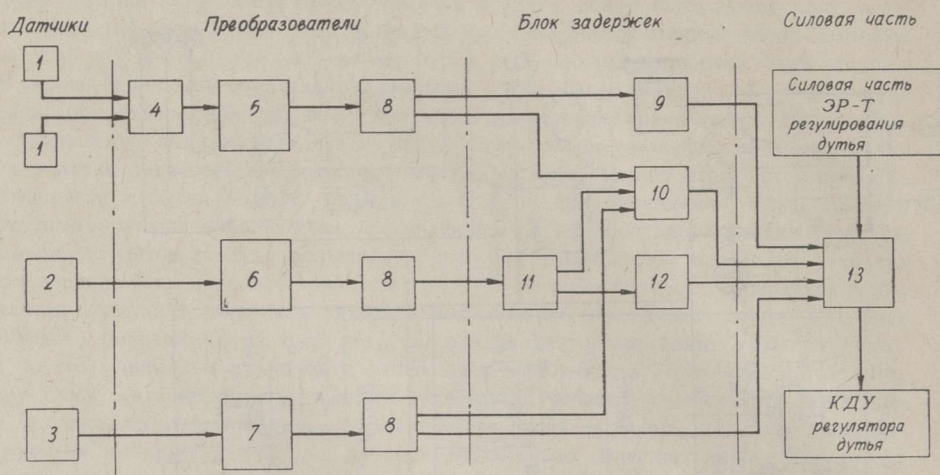 Датчики
Преобразователи
Блок задержек
Силовая часть
1
1
4
5
8
9
Силовая часть
ЭР-Т
регулирования
дутья
10
2
6
8
11
12
13
3
7
8
КДУ
регулятора
дутья